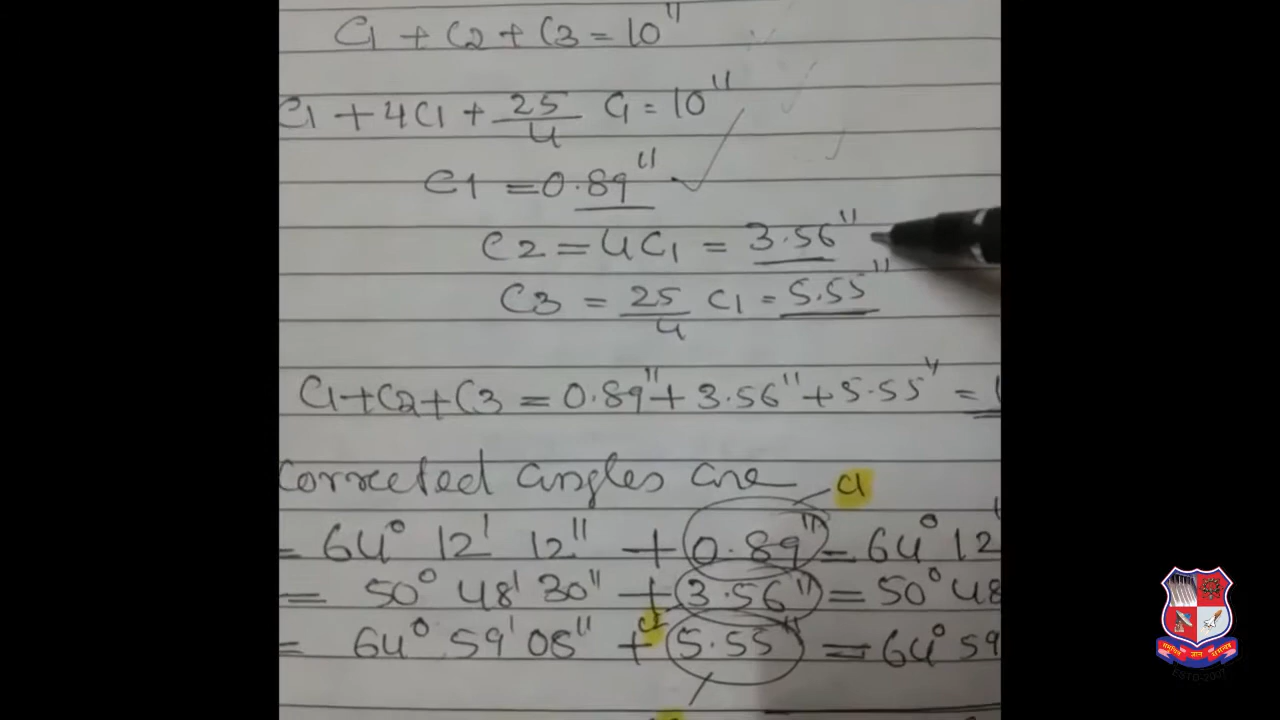 C1 + C2 + C3 = 10"
C1 + 4C1 + 25/4 C1 = 10"
C1 = 0.89"
C2 = 4C1 = 3.56"
C3 = 25/4 C1 = 5.55"
C1+C2+C3 = 0.89"+ 3.56" +5.55" =
Corrected angles are C1
= 64° 12' 12" + 0.89" = 64° 12'
= 50° 48' 30" + 3.56" = 50° 48
= 64° 59' 08" + 5.55" = 64° 59
ESTD-2007